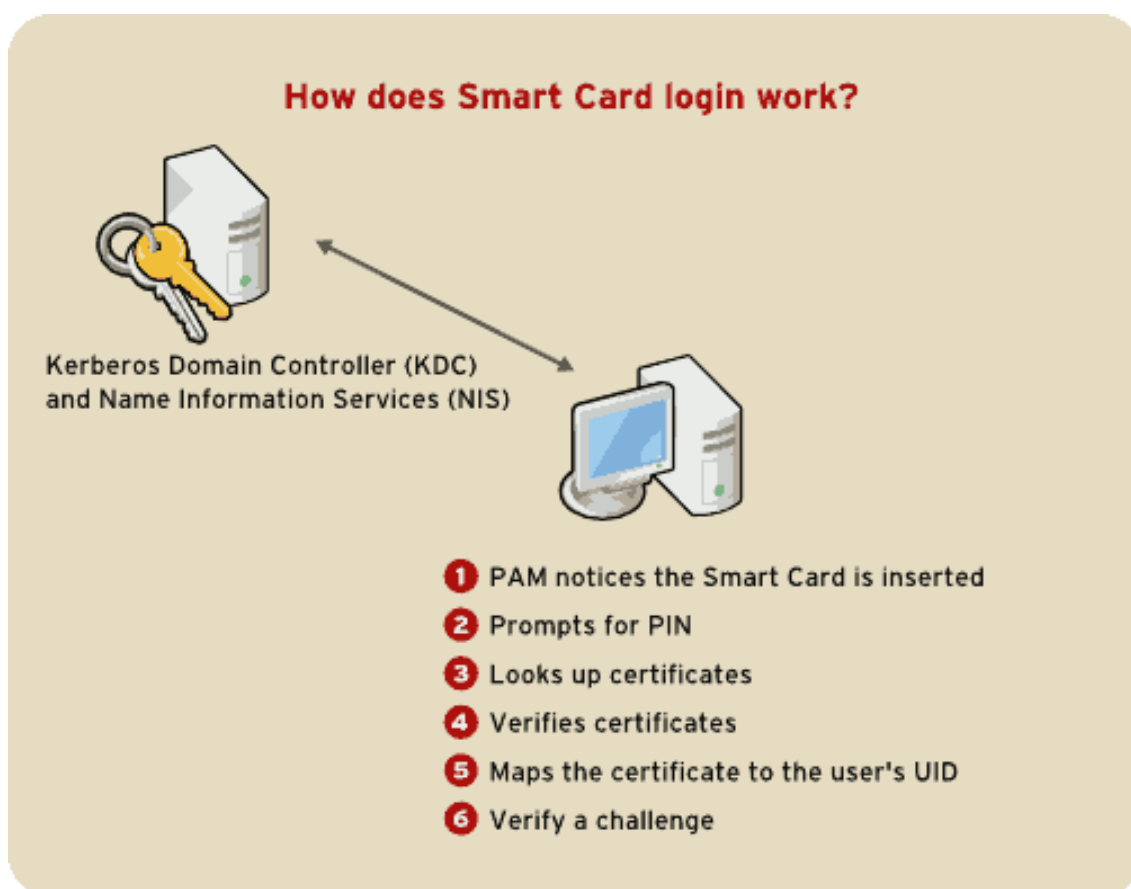 How does Smart Card login work?
Kerberos Domain Controller (KDC)
and Name Information Services (NIS)
1 PAM notices the Smart Card is inserted
2 Prompts for PIN
3 Looks up certificates
4 Verifies certificates
5 Maps the certificate to the user's UID
6 Verify a challenge